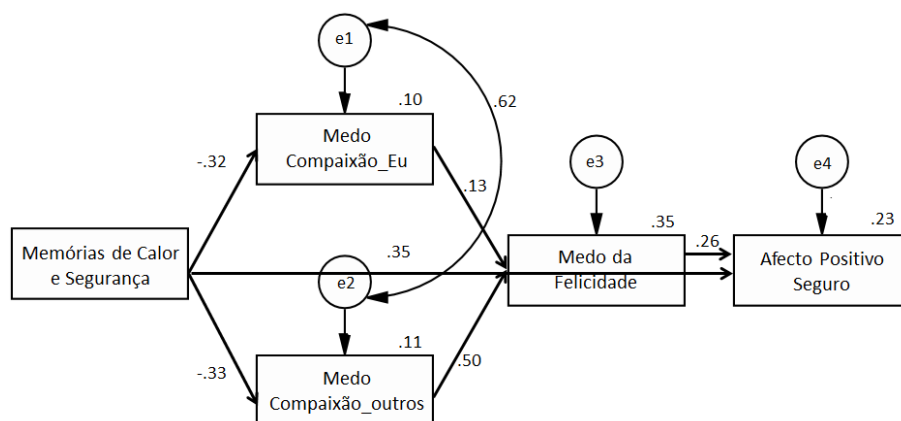 e1
.10
.62
Medo
Compaixão_Eu
-.32
.13
e3
e4
.35
.23
Memórias de Calor
e Segurança
.35
Medo da
Felicidade
.26
Afecto Positivo
Seguro
e2
-.33
.11
.50
Medo
Compaixão_outros